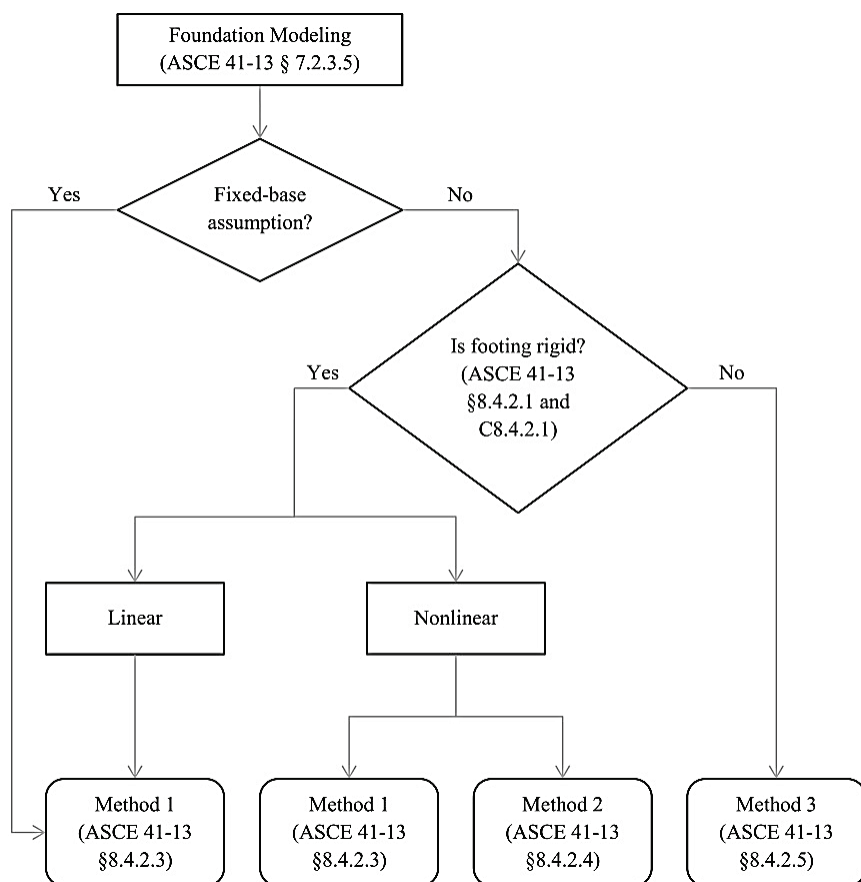 Foundation Modeling
(ASCE 41-13 § 7.2.3.5)
Yes
Fixed-base
assumption?
No
Yes
Is footing rigid?
(ASCE 41-13
§8.4.2.1 and
C8.4.2.1)
No
Linear
Nonlinear
Method 1
(ASCE 41-13
§8.4.2.3)
Method 1
(ASCE 41-13
§8.4.2.3)
Method 2
(ASCE 41-13
§8.4.2.4)
Method 3
(ASCE 41-13
§8.4.2.5)